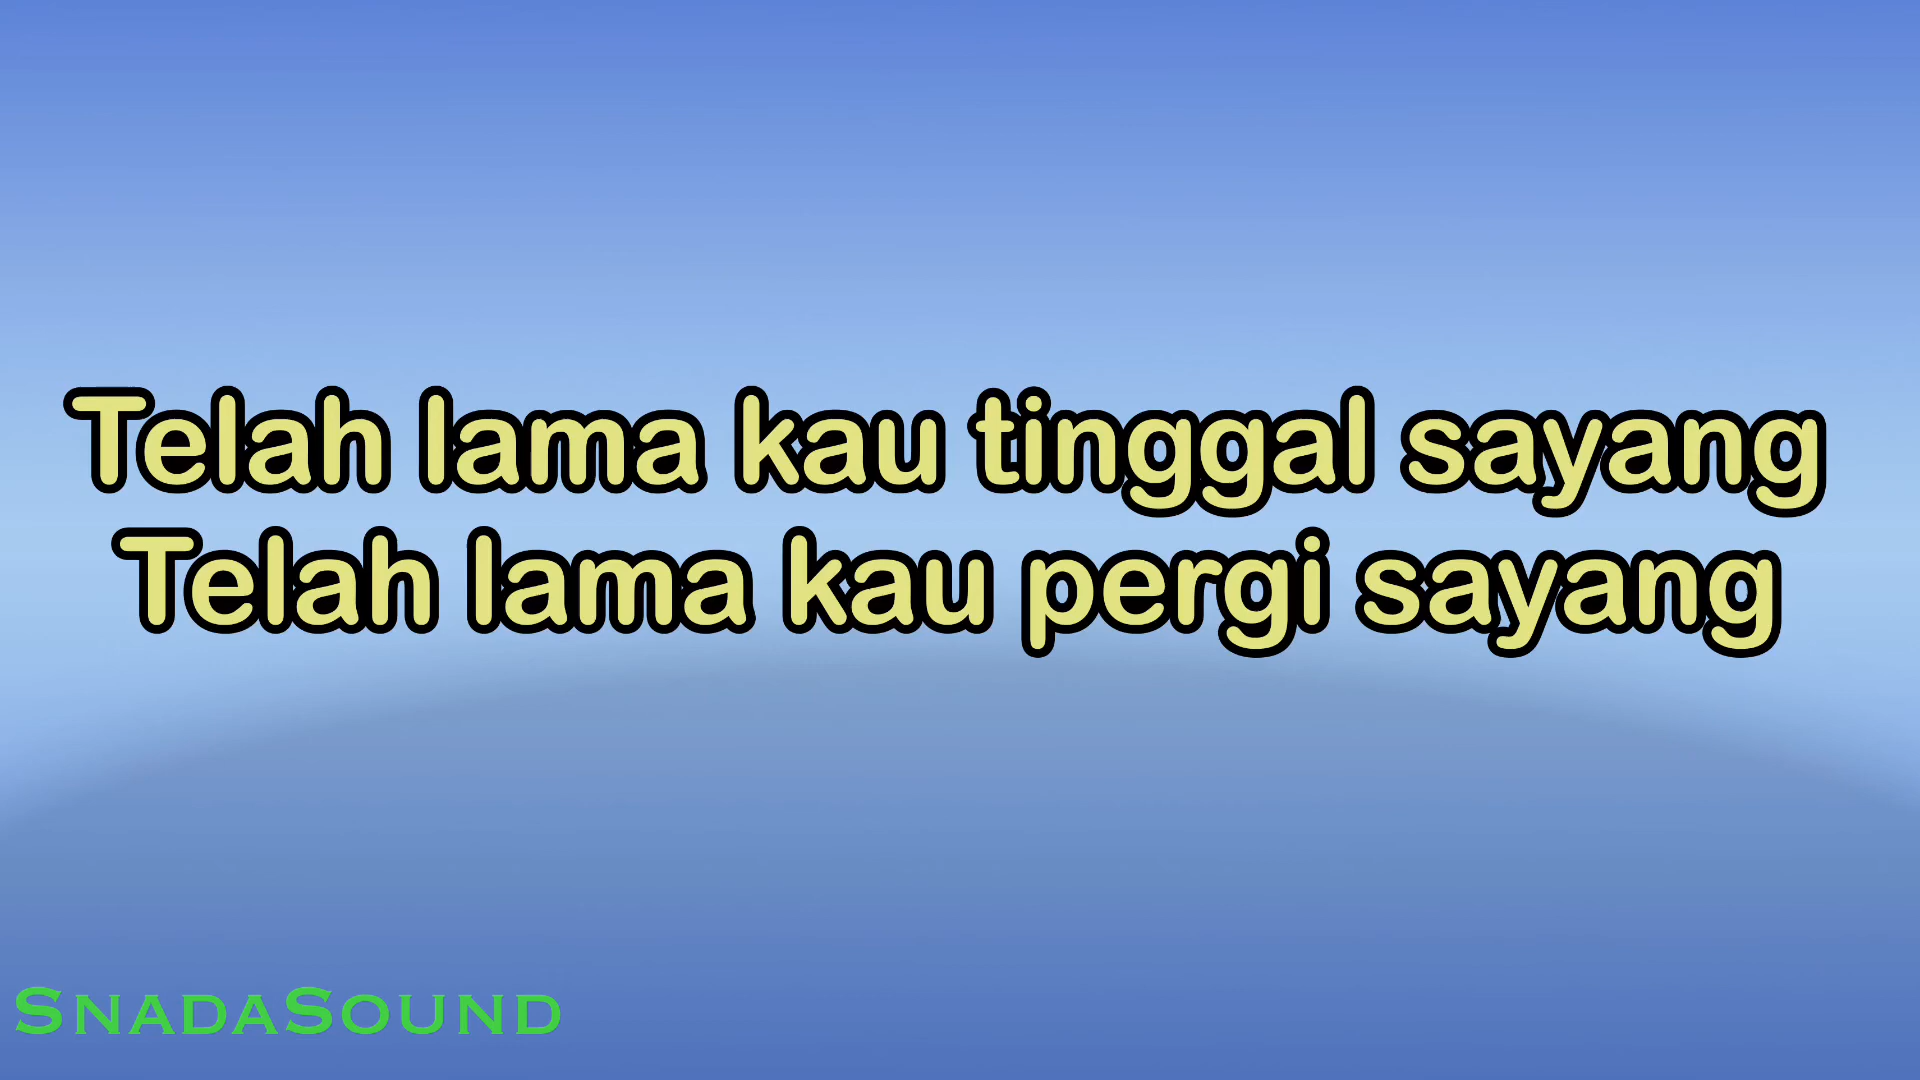 Telah lama kau tinggal sayang
Telah lama kau pergi sayang
SnadaSound